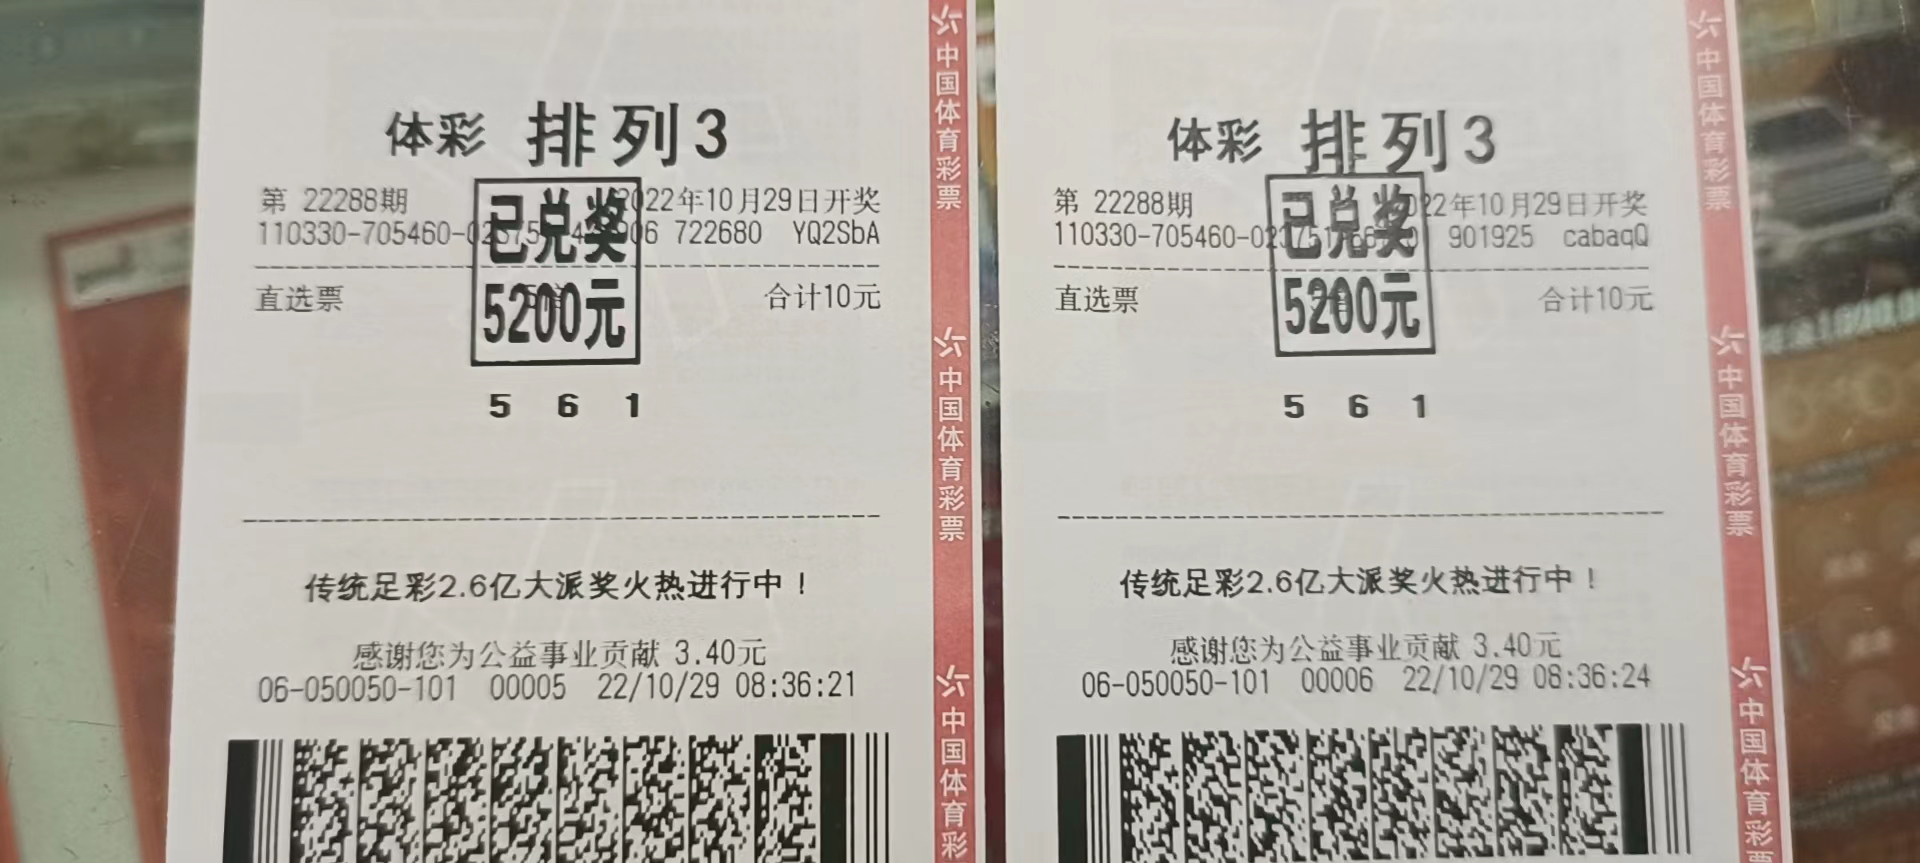 体彩 排列3
第 22288期 2022年10月29日开奖
110330-705460-02 722680 YQ2SbA
已兑奖
直选票 合计10元
5200元
5 6 1
传统足彩2.6亿大派奖火热进行中！
感谢您为公益事业贡献 3.40元
06-050050-101 00005 22/10/29 08:36:21
中国体育彩票
中国体育彩票
中国体育彩
体彩 排列3
第 22288期 2022年10月29日开奖
110330-705460-02 901925 cabaqQ
已兑奖
直选票 合计10元
5200元
5 6 1
传统足彩2.6亿大派奖火热进行中！
感谢您为公益事业贡献 3.40元
06-050050-101 00006 22/10/29 08:36:24
中国体育彩票
中国体育彩票
中国体育彩票